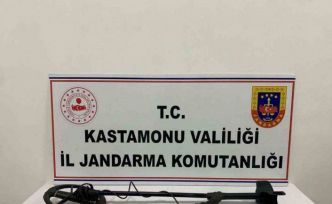 T.C.
KASTAMONU VALİLİĞİ
İL JANDARMA KOMUTANLIĞI